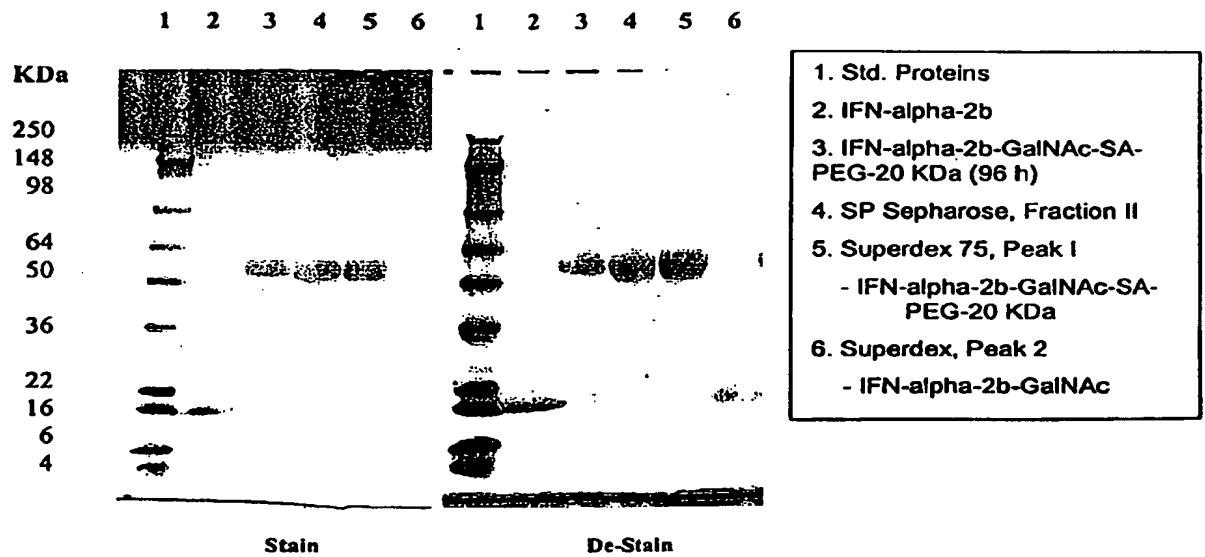 1 2 3 4 5 6 1 2 3 4 5 6
KDa
250
148
98
64
50
36
22
16
6
4
Stain
De-Stain
1. Std. Proteins
2. IFN-alpha-2b
3. IFN-alpha-2b-GalNAc-SA-
PEG-20 KDa (96 h)
4. SP Sepharose, Fraction II
5. Superdex 75, Peak I
- IFN-alpha-2b-GalNAc-SA-
PEG-20 KDa
6. Superdex, Peak 2
- IFN-alpha-2b-GalNAc